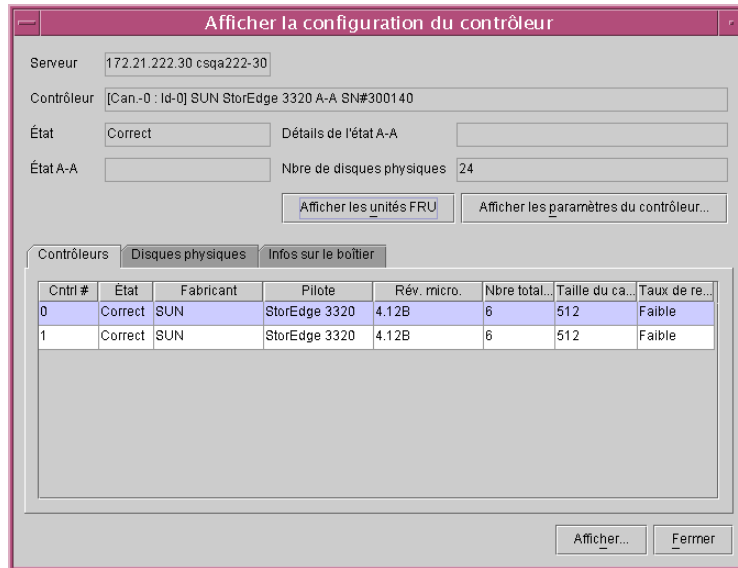 Afficher la configuration du contrôleur
Serveur 172.21.222.30 csqa222-30
Contrôleur [Can.-0 : Id-0] SUN StorEdge 3320 A-A SN#300140
État Correct Détails de l'état A-A
État A-A Nbre de disques physiques 24
Afficher les unités FRU Afficher les paramètres du contrôleur...
Contrôleurs Disques physiques Infos sur le boîtier
Cntrl # État Fabricant Pilote Rév. micro. Nbre total... Taille du ca... Taux de re...
0 Correct SUN StorEdge 3320 4.12B 6 512 Faible
1 Correct SUN StorEdge 3320 4.12B 6 512 Faible
Afficher... Fermer